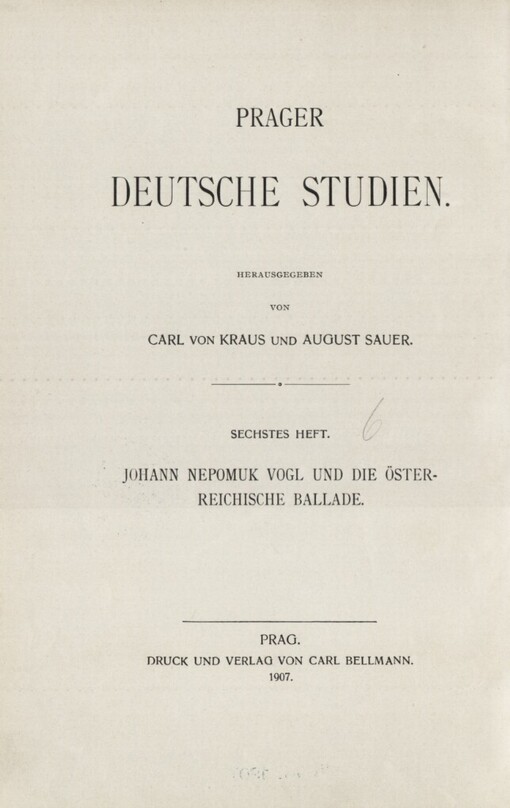 PRAGER
DEUTSCHE STUDIEN.
HERAUSGEGEBEN
VON
CARL VON KRAUS UND AUGUST SAUER.
SECHSTES HEFT.
6
JOHANN NEPOMUK VOGL UND DIE ÖSTER-
REICHISCHE BALLADE.
PRAG.
DRUCK UND VERLAG VON CARL BELLMANN.
1907.